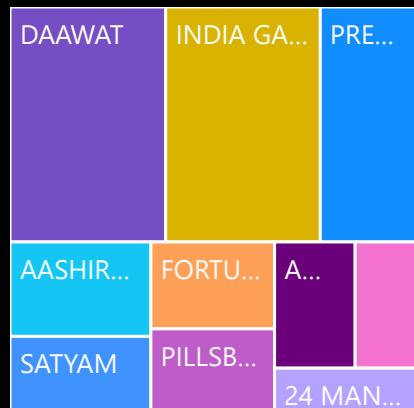 DAAWAT
INDIA GA...
PRE...
AASHIR...
FORTU...
A...
SATYAM
PILLSB...
24 MAN...